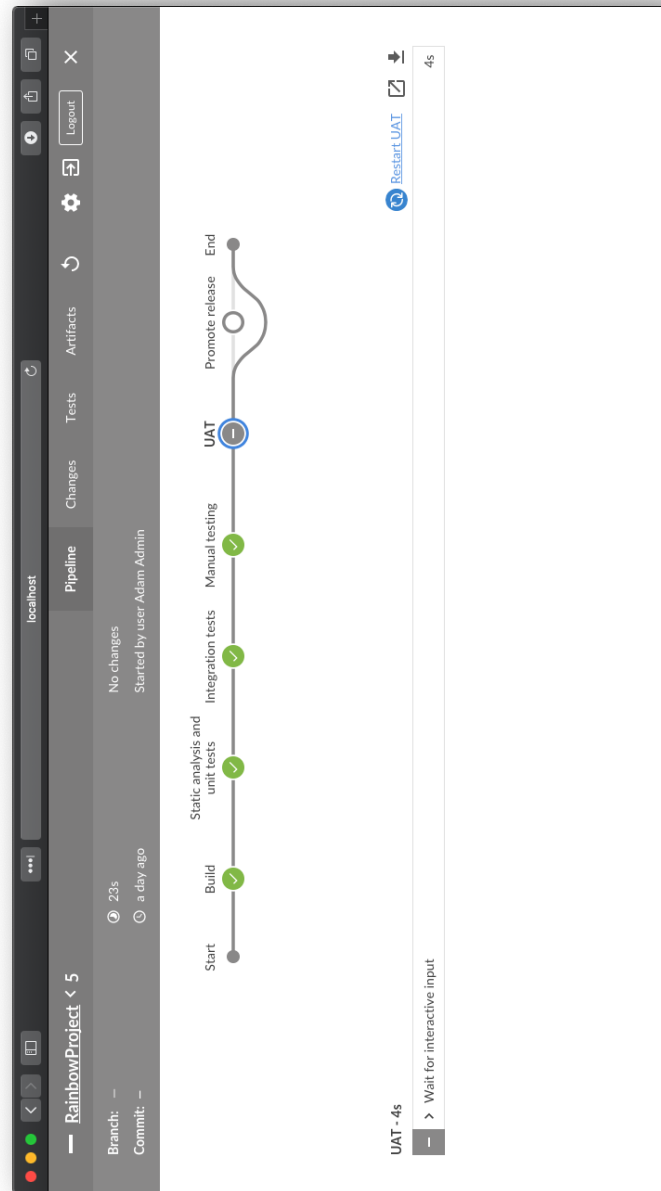 localhost
RainbowProject < 5
Pipeline
Changes
Tests
Artifacts
Logout
Branch: –
23s
No changes
Commit: –
a day ago
Started by user Adam Admin
Start
Build
Static analysis and
unit tests
Integration tests
Manual testing
UAT
Promote release
End
UAT - 4s
Restart UAT
Wait for interactive input
4s